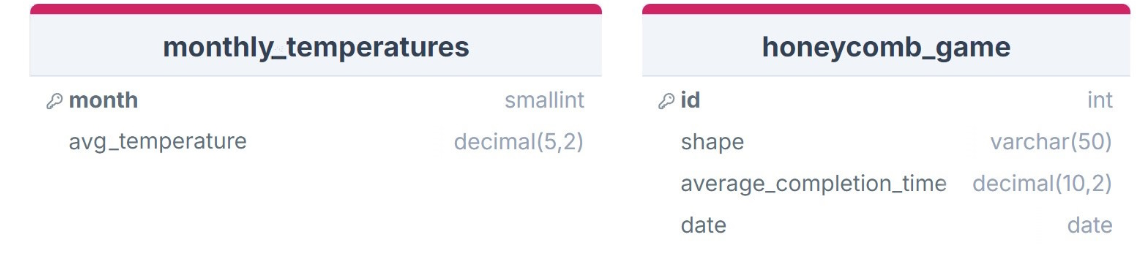 monthly_temperatures
month smallint
avg_temperature decimal(5,2)
honeycomb_game
id int
shape varchar(50)
average_completion_time decimal(10,2)
date date